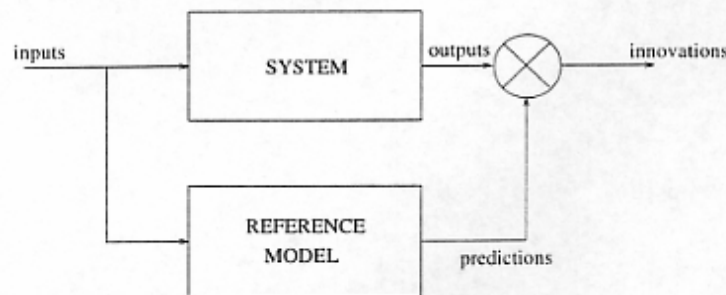 inputs
SYSTEM
outputs
innovations
REFERENCE
MODEL
predictions